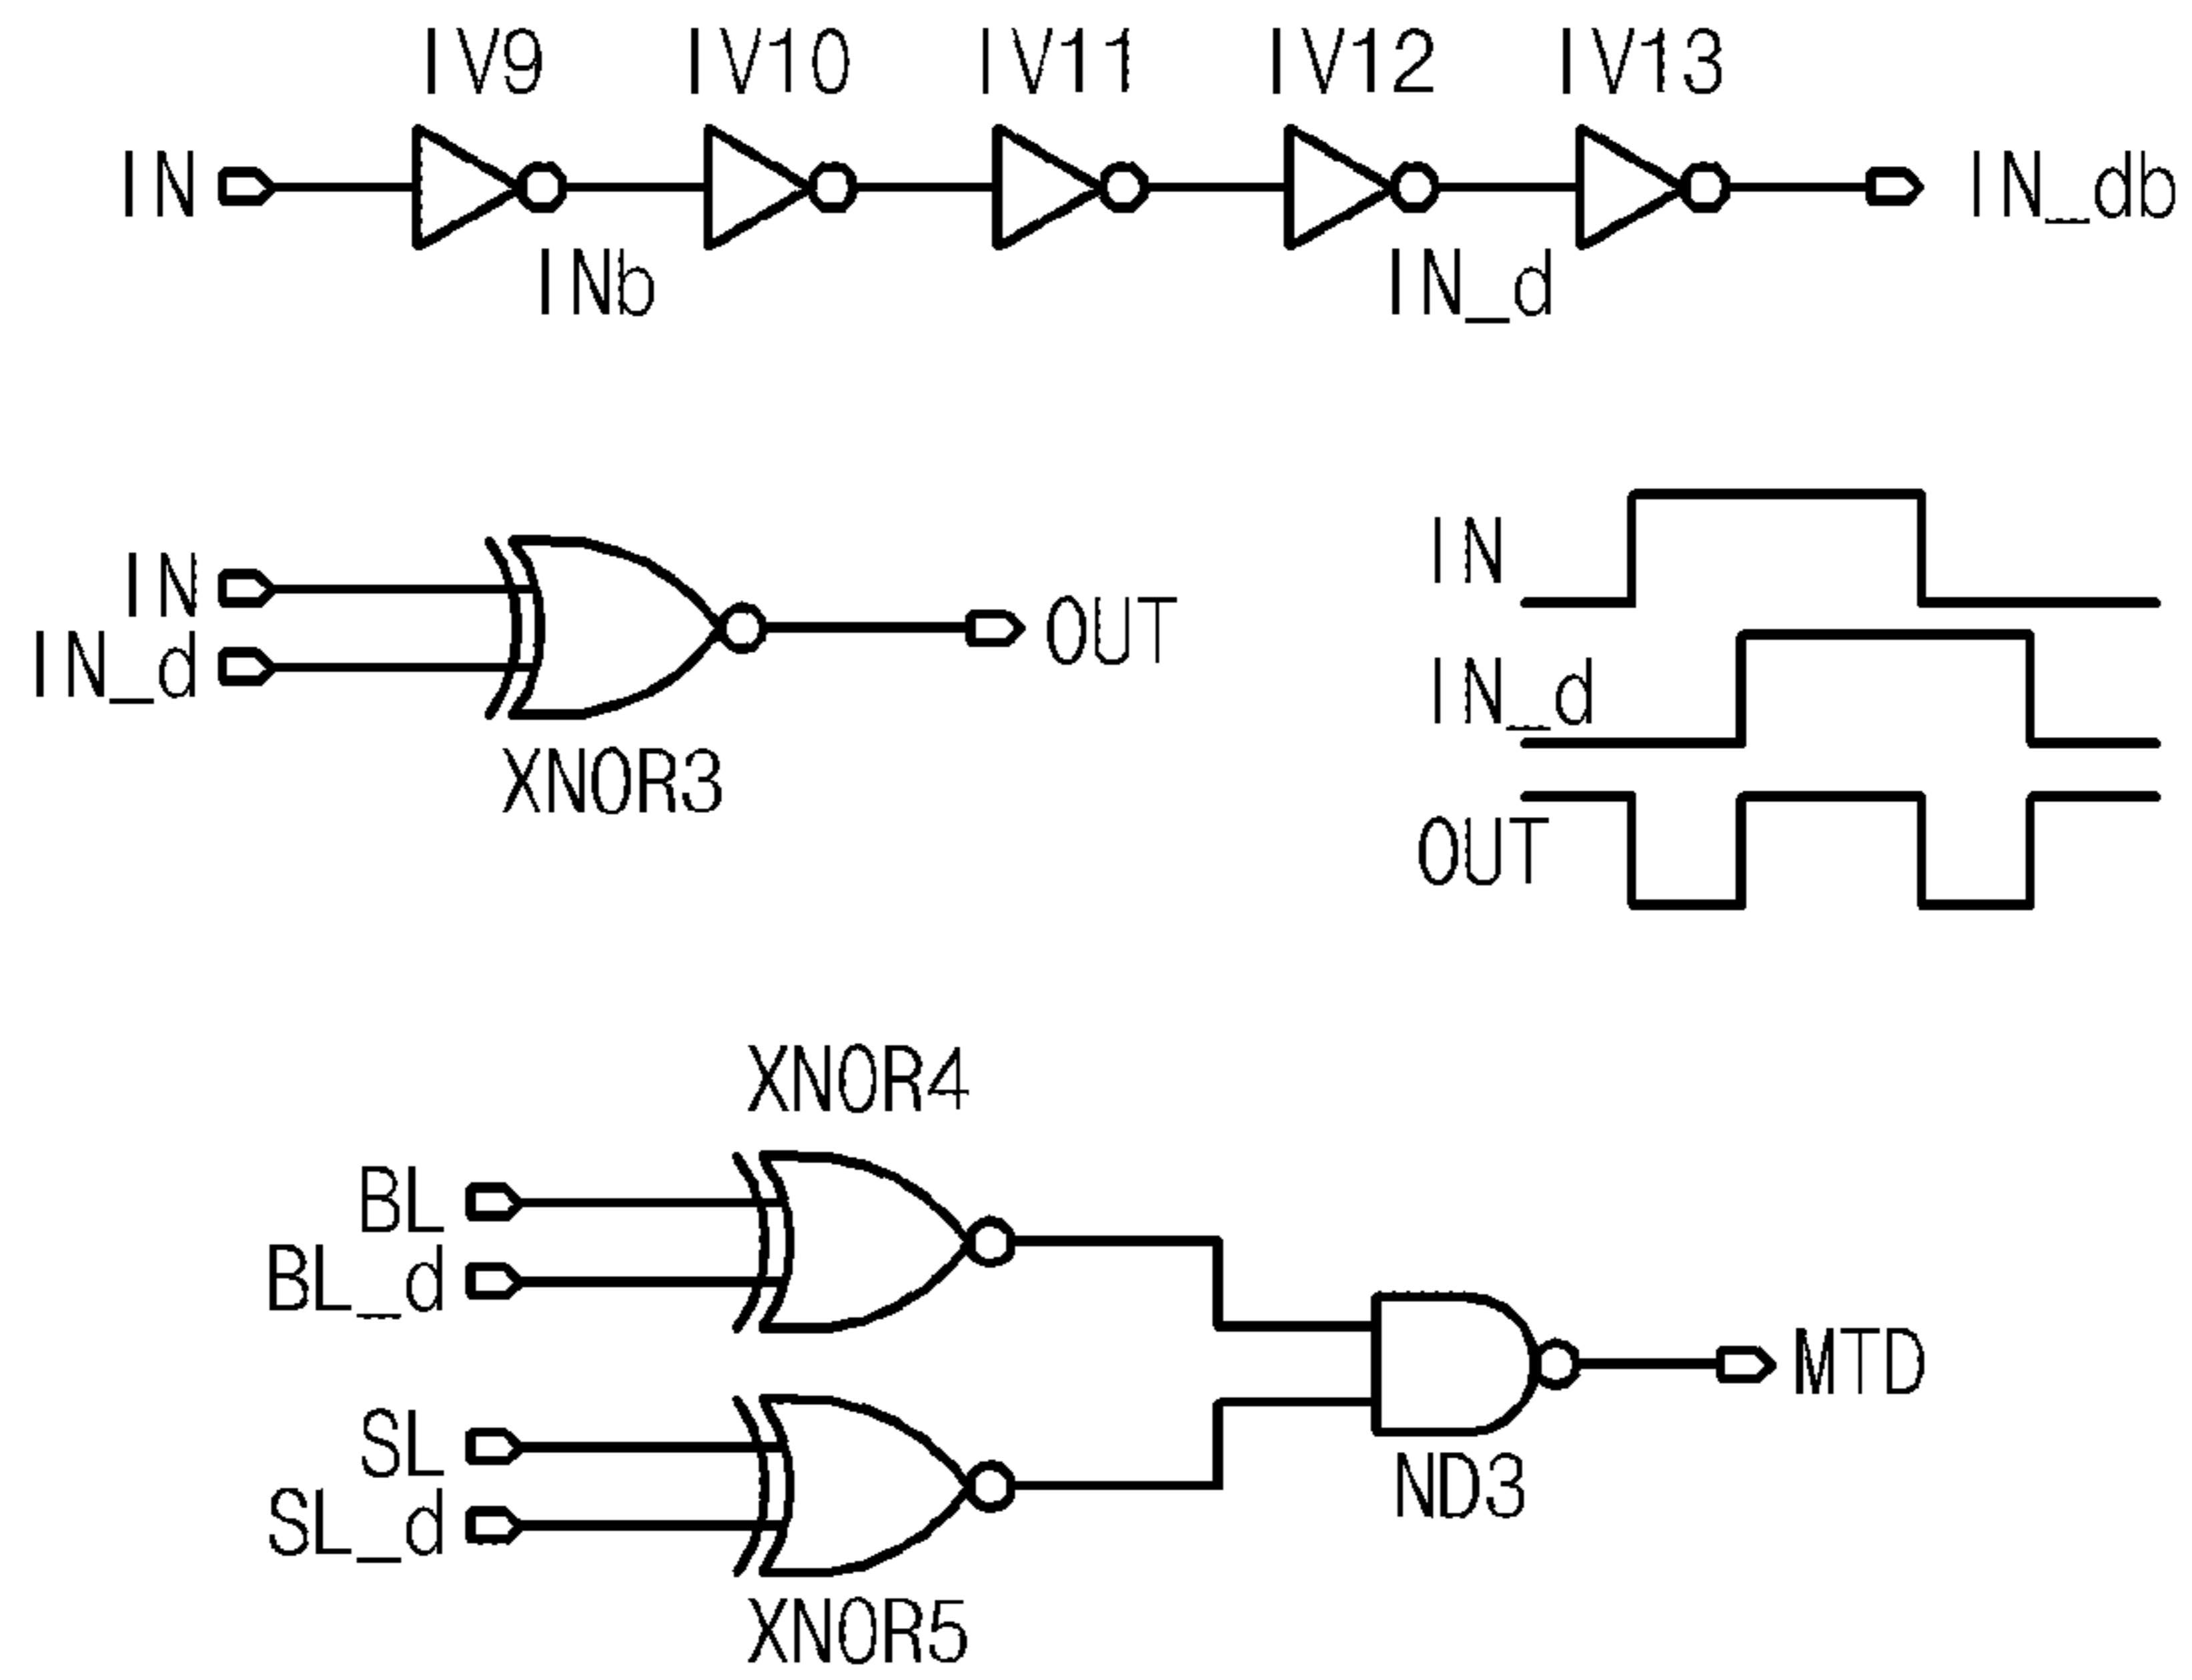 IV9 IV10 IV11 IV12 IV13
IN IN_db
INb IN_d
IN
IN_d
OUT
XNOR3
IN
IN_d
OUT
XNOR4
BL
BL_d
MTD
SL
SL_d
ND3
XNOR5